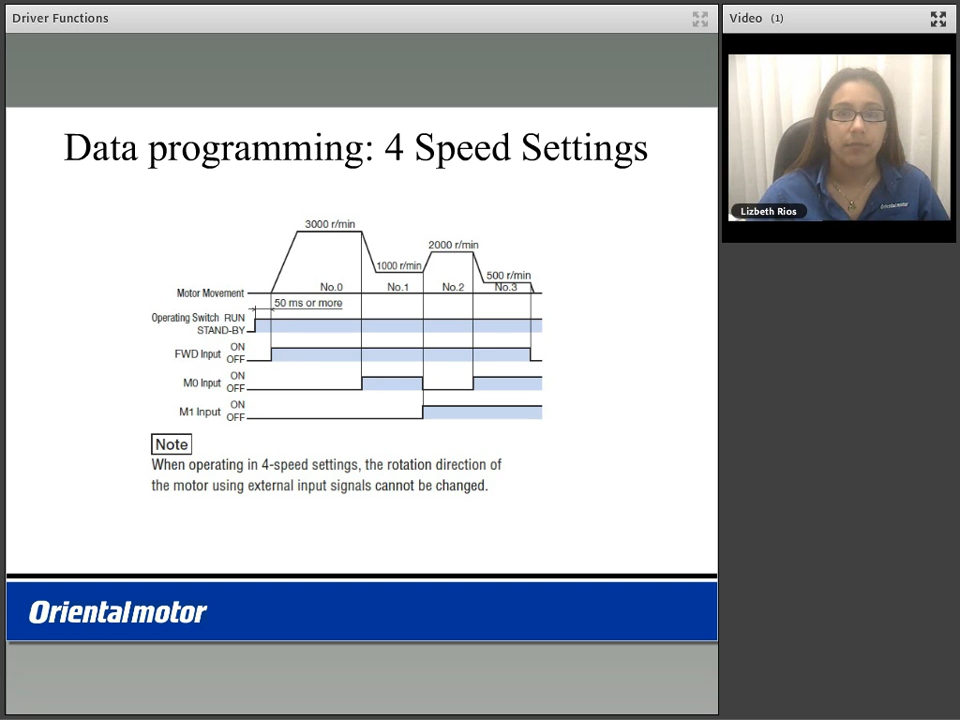 Driver Functions
Video (1)
Lizbeth Rios
Orientalmotor
Data programming: 4 Speed Settings
3000 r/min
2000 r/min
1000 r/min
500 r/min
Motor Movement No.0 No.1 No.2 No.3
50 ms or more
Operating Switch RUN
STAND-BY
FWD Input ON
OFF
M0 Input ON
OFF
M1 Input ON
OFF
Note
When operating in 4-speed settings, the rotation direction of
the motor using external input signals cannot be changed.
Orientalmotor